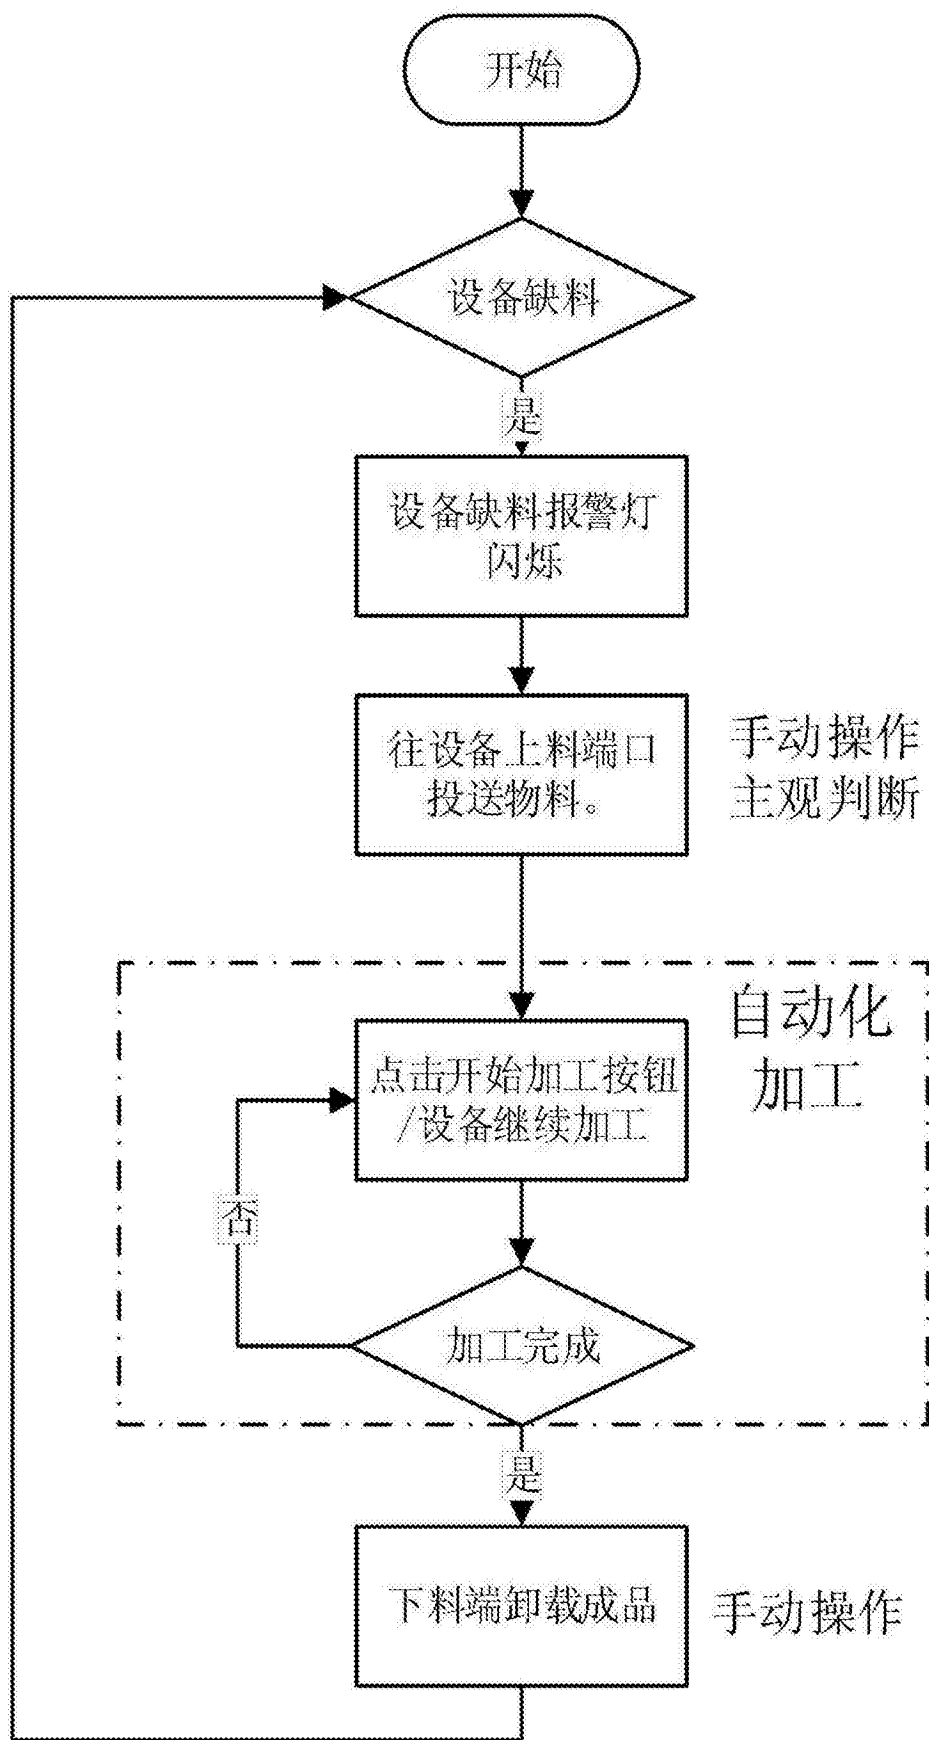 开始
设备缺料
是
设备缺料报警灯
闪烁
往设备上料端口
投送物料。
手动操作
主观判断
自动化
加工
点击开始加工按钮
/设备继续加工
否
加工完成
是
下料端卸载成品
手动操作